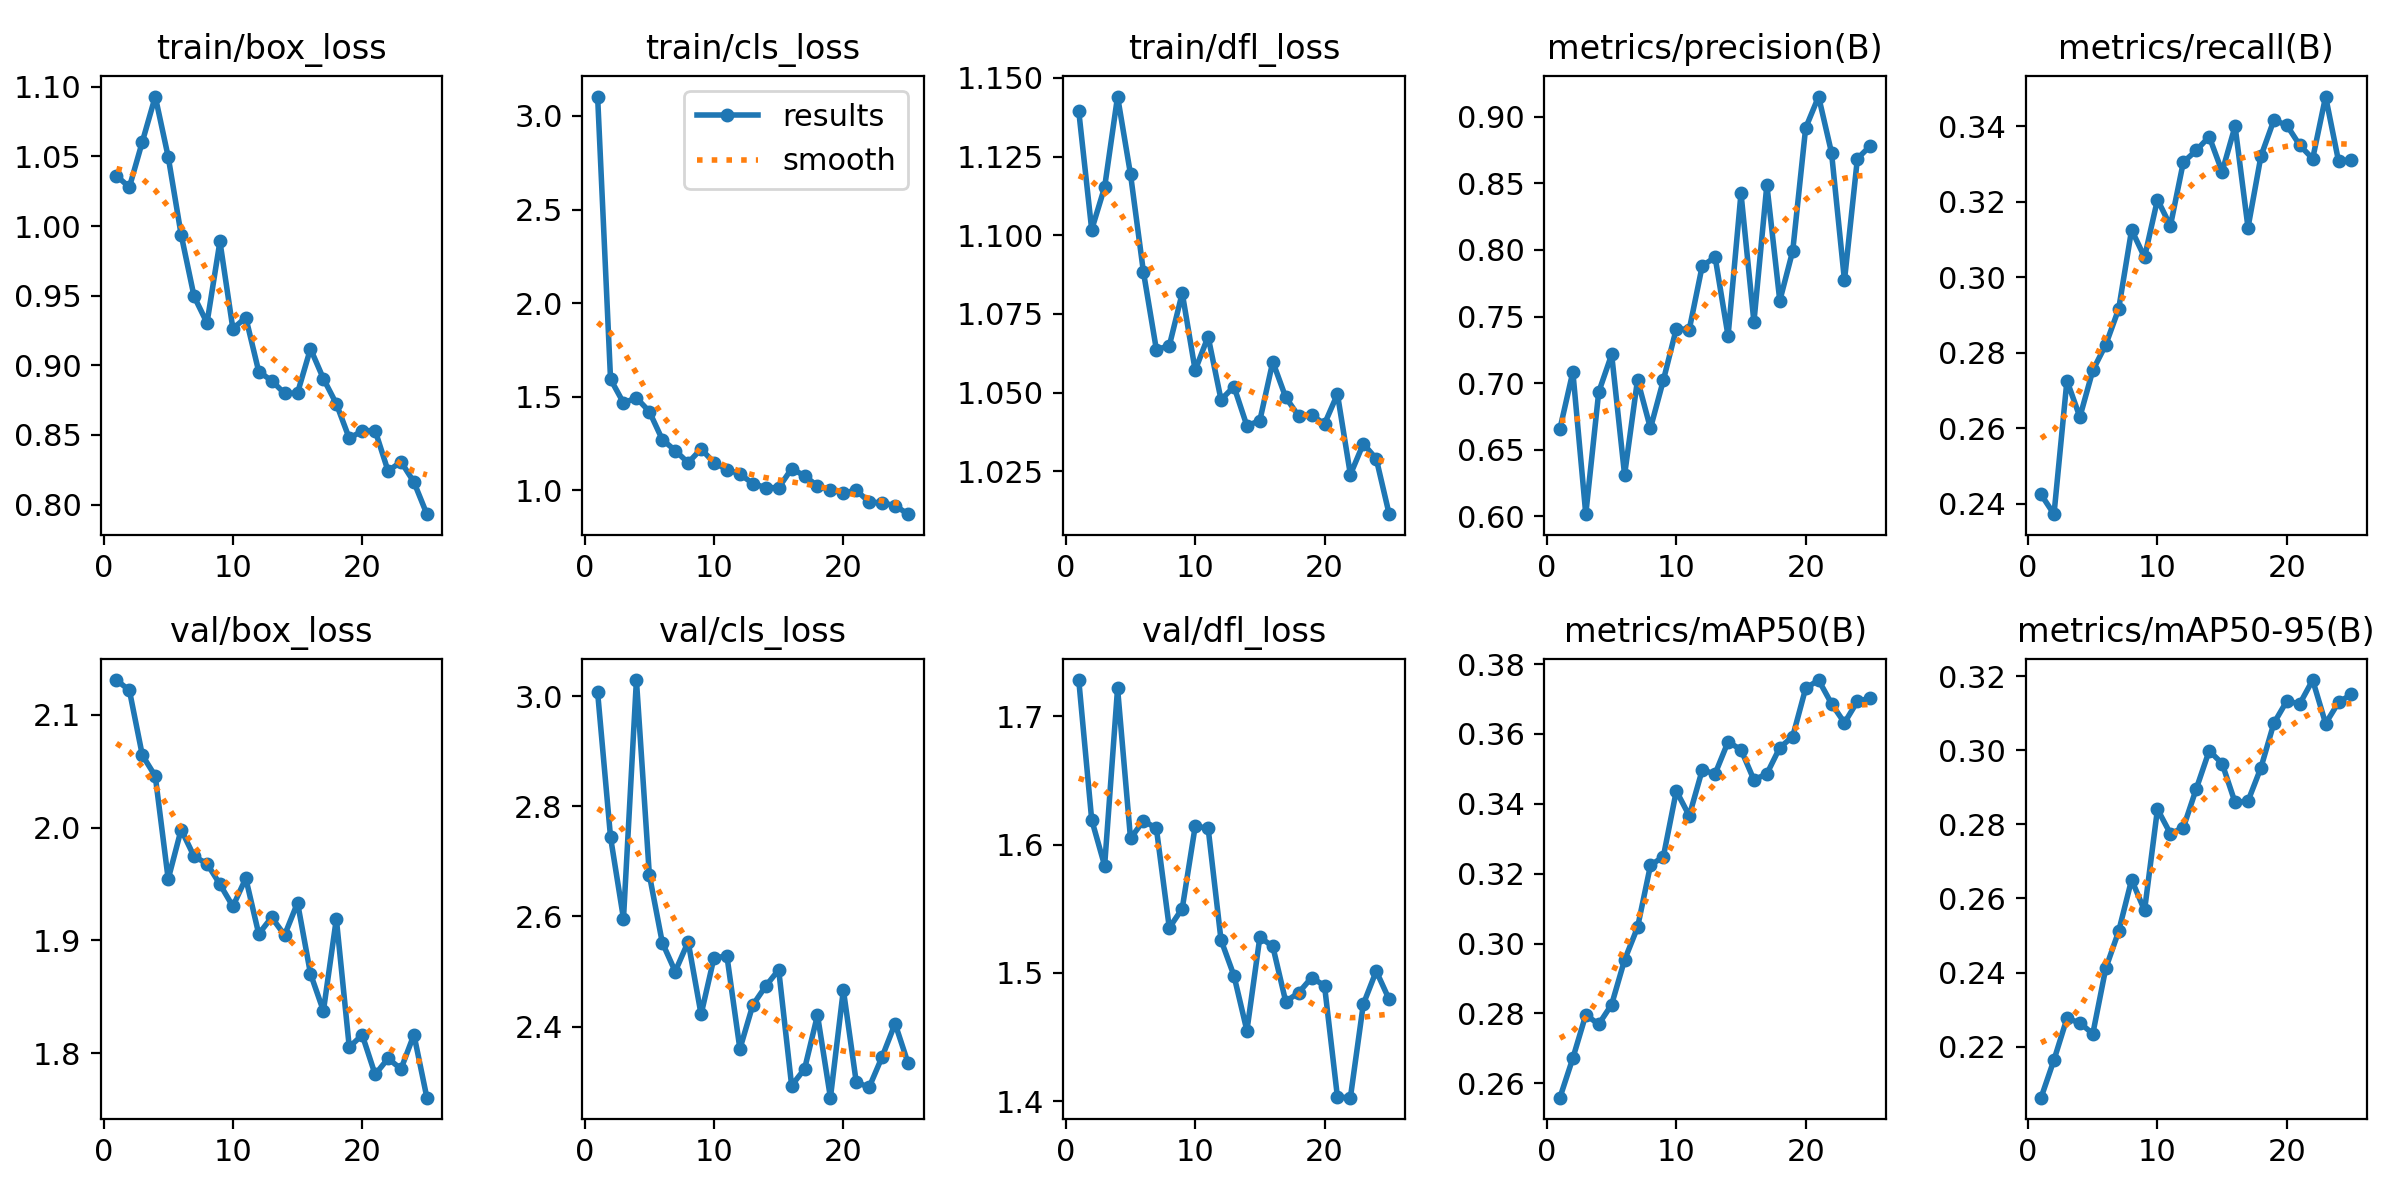 train/box_loss
1.10
1.05
1.00
0.95
0.90
0.85
0.80
0 10 20
train/cls_loss
results
smooth
3.0
2.5
2.0
1.5
1.0
0 10 20
train/dfl_loss
1.150
1.125
1.100
1.075
1.050
1.025
0 10 20
metrics/precision(B)
0.90
0.85
0.80
0.75
0.70
0.65
0.60
0 10 20
metrics/recall(B)
0.34
0.32
0.30
0.28
0.26
0.24
0 10 20
val/box_loss
2.1
2.0
1.9
1.8
0 10 20
val/cls_loss
3.0
2.8
2.6
2.4
0 10 20
val/dfl_loss
1.7
1.6
1.5
1.4
0 10 20
metrics/mAP50(B)
0.38
0.36
0.34
0.32
0.30
0.28
0.26
0 10 20
metrics/mAP50-95(B)
0.32
0.30
0.28
0.26
0.24
0.22
0 10 20